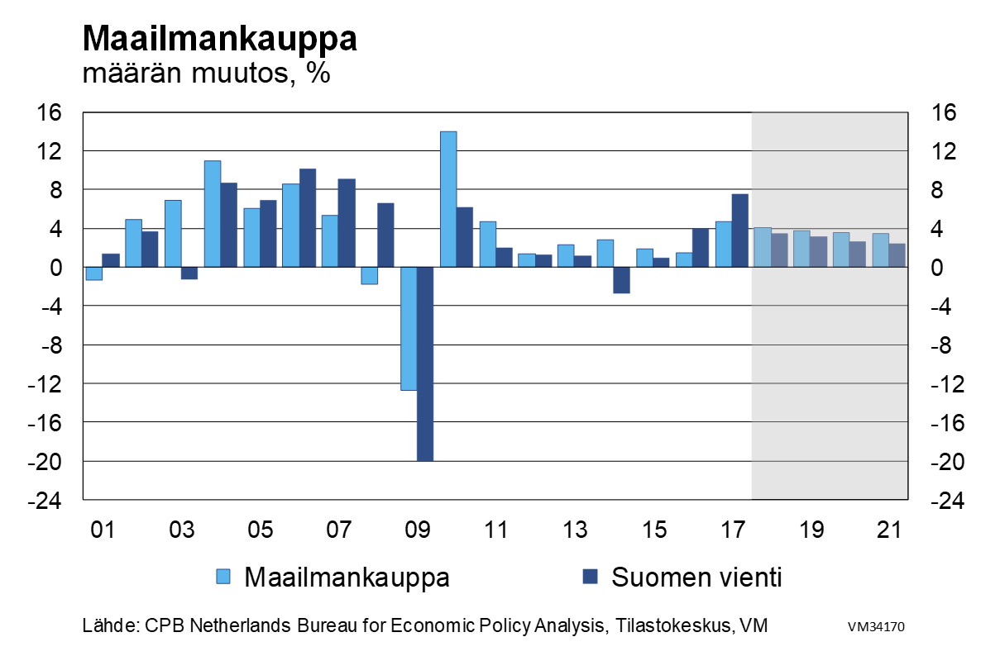 Maailmankauppa
määrän muutos, %
16 16
12 12
8 8
4 4
0 0
-4 -4
-8 -8
-12 -12
-16 -16
-20 -20
-24 -24
01 03 05 07 09 11 13 15 17 19 21
Maailmankauppa Suomen vienti
Lähde: CPB Netherlands Bureau for Economic Policy Analysis, Tilastokeskus, VM VM34170